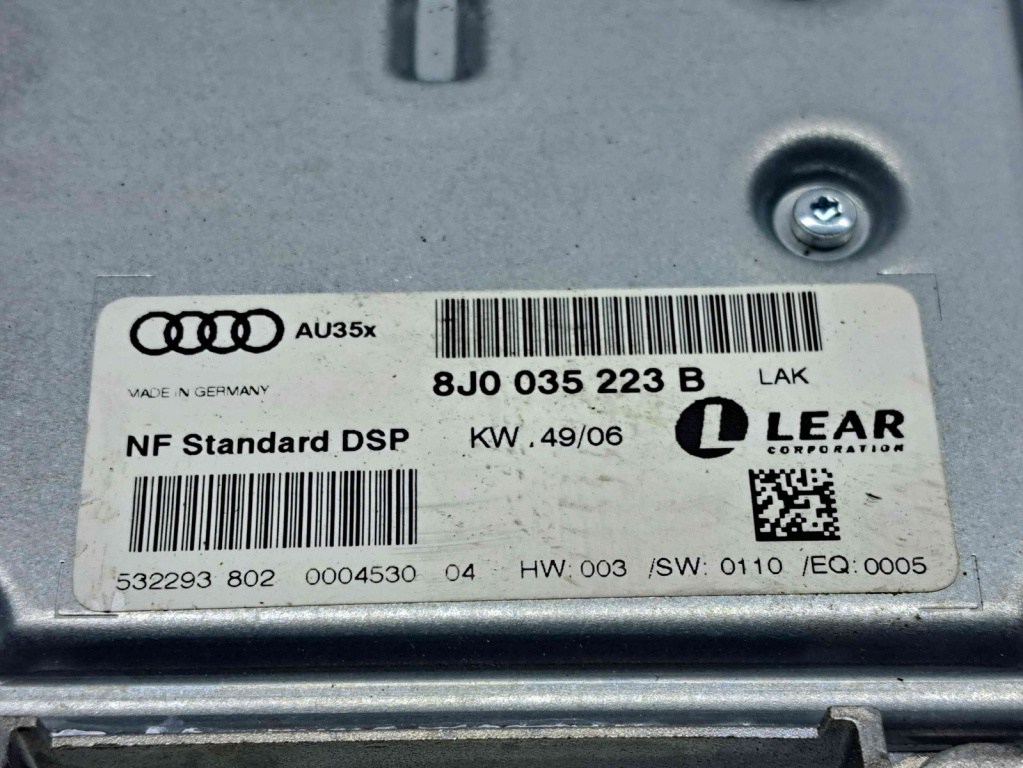 AU35x
8J0 035 223 B LAK
MADE IN GERMANY
NF Standard DSP KW.49/06
L LEAR
CORPORATION
532293 802 0004530 04 HW:003 /SW:0110 /EQ:0005